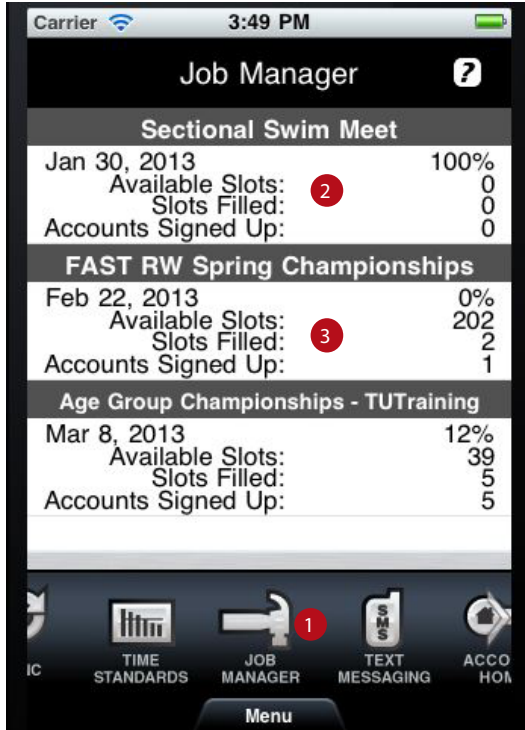 Carrier 3:49 PM
Job Manager ?
Sectional Swim Meet
Jan 30, 2013 100%
Available Slots: 0
2
Slots Filled: 0
Accounts Signed Up: 0
FAST RW Spring Championships
Feb 22, 2013 0%
Available Slots: 202
3
Slots Filled: 2
Accounts Signed Up: 1
Age Group Championships - TUTraining
Mar 8, 2013 12%
Available Slots: 39
Slots Filled: 5
Accounts Signed Up: 5
1
SMS
IC
TIME
STANDARDS
JOB
MANAGER
TEXT
MESSAGING
ACCO
HOM
Menu